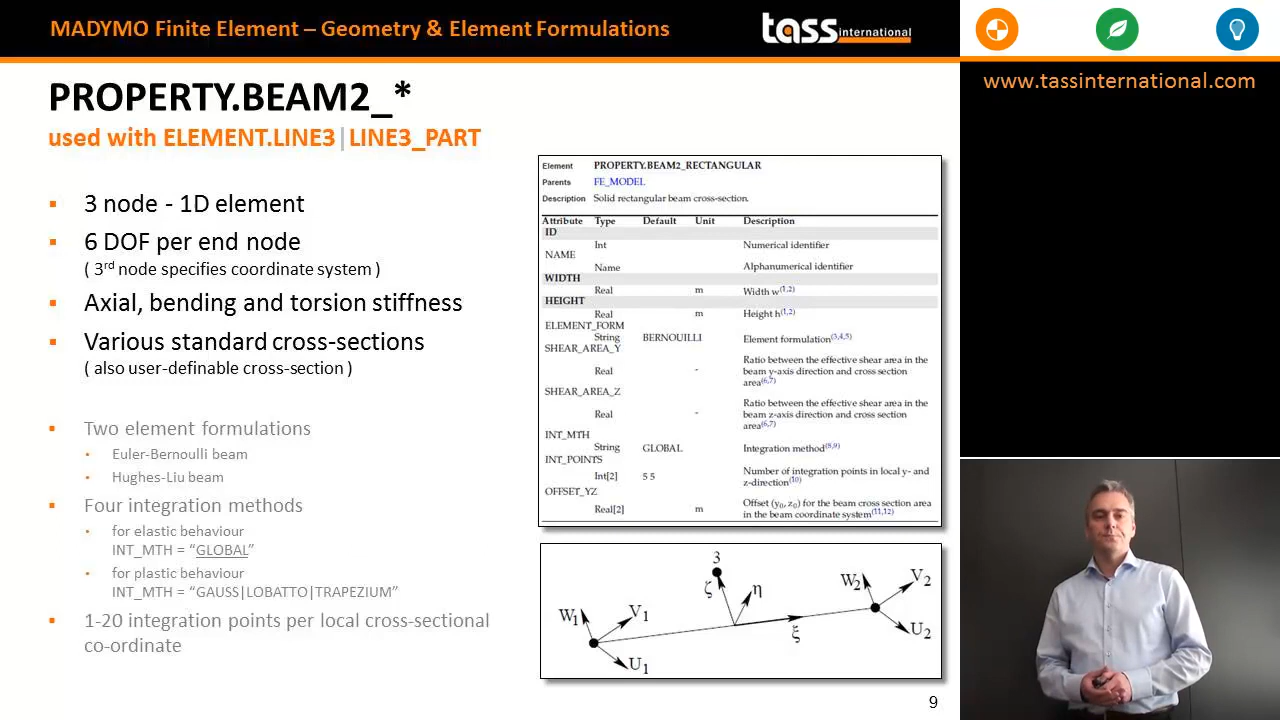 MADYMO Finite Element – Geometry & Element Formulations
tass international
www.tassinternational.com
PROPERTY.BEAM2_*
used with ELEMENT.LINE3|LINE3_PART
▪ 3 node - 1D element
▪ 6 DOF per end node
( 3rd node specifies coordinate system )
▪ Axial, bending and torsion stiffness
▪ Various standard cross-sections
( also user-definable cross-section )
• Two element formulations
• Euler-Bernoulli beam
• Hughes-Liu beam
▪ Four integration methods
• for elastic behaviour
INT_MTH = “GLOBAL”
• for plastic behaviour
INT_MTH = “GAUSS|LOBATTO|TRAPEZIUM”
▪ 1-20 integration points per local cross-sectional
co-ordinate
Element PROPERTY.BEAM2_RECTANGULAR
Parents FE_MODEL
Description Solid rectangular beam cross-section.
Attribute Type Default Unit Description
ID
Int Numerical identifier
NAME
Name Alphanumerical identifier
WIDTH
Real m Width w(1,2)
HEIGHT
Real m Height h(1,2)
ELEMENT_FORM
String BERNOUILLI Element formulation(3,4,5)
SHEAR_AREA_Y
Ratio between the effective shear area in the
Real - beam y-axis direction and cross section
area(6,7)
SHEAR_AREA_Z
Ratio between the effective shear area in the
Real - beam z-axis direction and cross section
area(6,7)
INT_MTH
String GLOBAL Integration method(8,9)
INT_POINTS
Int[2] 5 5 Number of integration points in local y- and
z-direction(10)
OFFSET_YZ
Real[2] m Offset (y0, z0) for the beam cross section area
in the beam coordinate system(11,12)
3
ζ η ξ
W1 V1 U1
W2 V2 U2
9